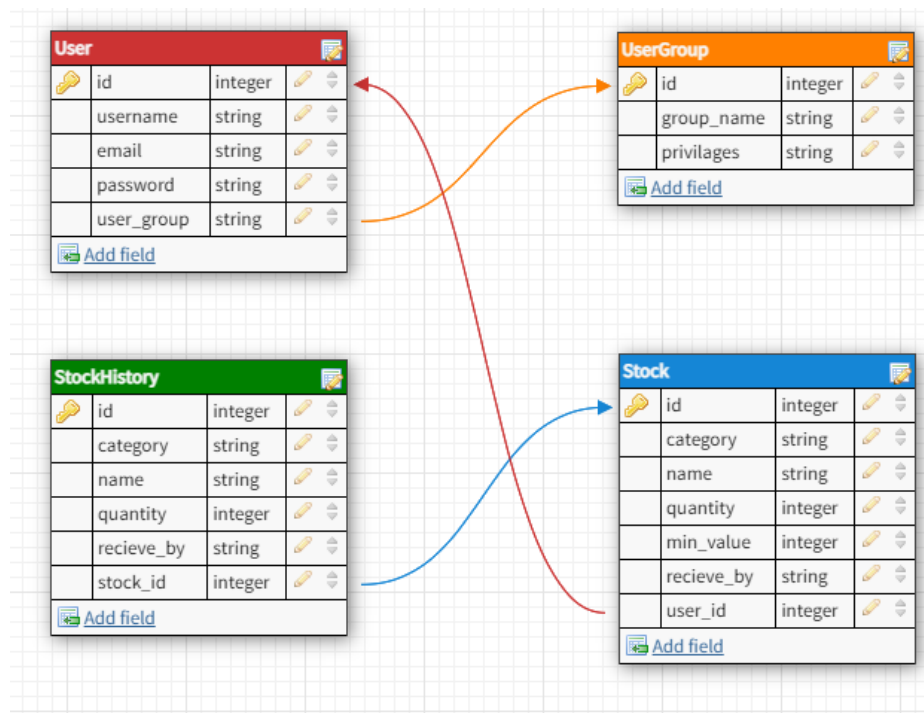 User
id integer
username string
email string
password string
user_group string
Add field
UserGroup
id integer
group_name string
privilages string
Add field
StockHistory
id integer
category string
name string
quantity integer
recieve_by string
stock_id integer
Add field
Stock
id integer
category string
name string
quantity integer
min_value integer
recieve_by string
user_id integer
Add field